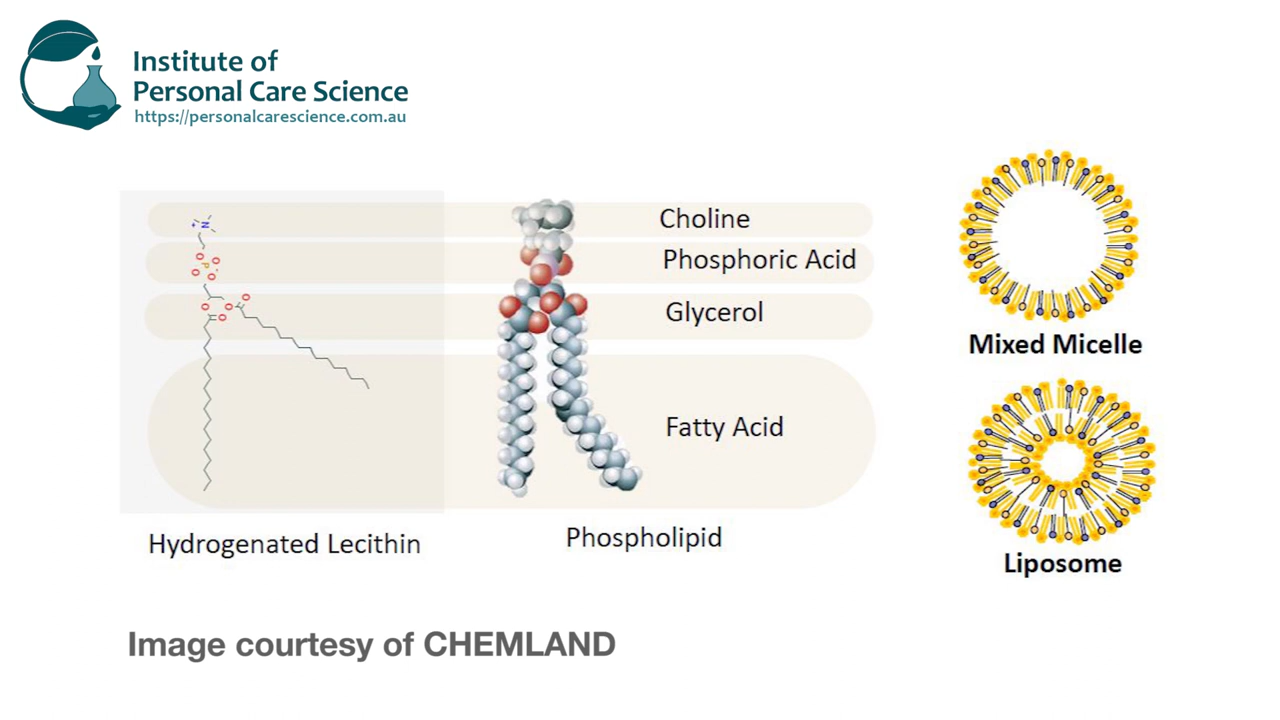 Institute of
Personal Care Science
https://personalcarescience.com.au
Choline
Phosphoric Acid
Glycerol
Fatty Acid
Hydrogenated Lecithin
Phospholipid
Mixed Micelle
Liposome
Image courtesy of CHEMLAND